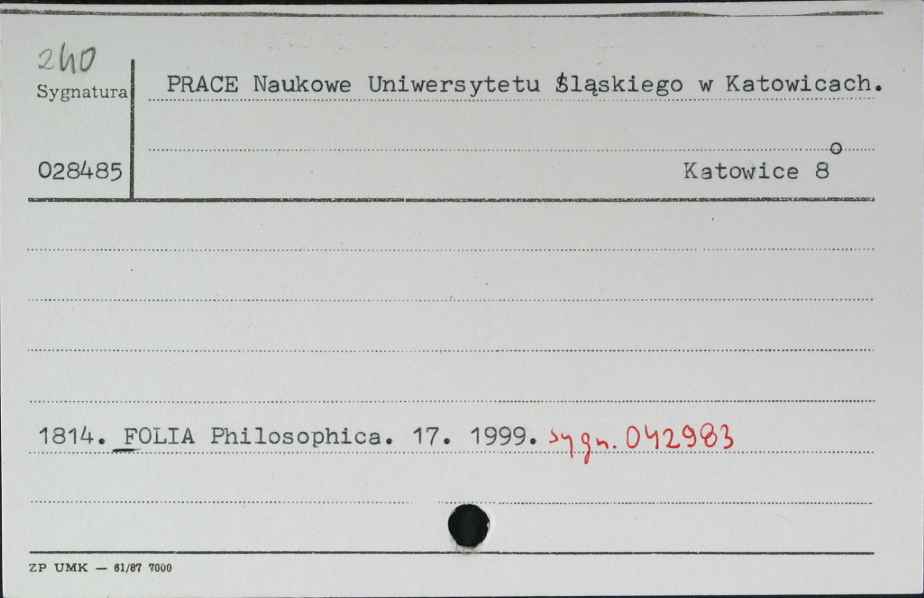 240
Sygnatura
PRACE Naukowe Uniwersytetu Śląskiego w Katowicach.
028485
Katowice 8°
1814. FOLIA Philosophica. 17. 1999. sygn. 042983
ZP UMK — 61/87 7000